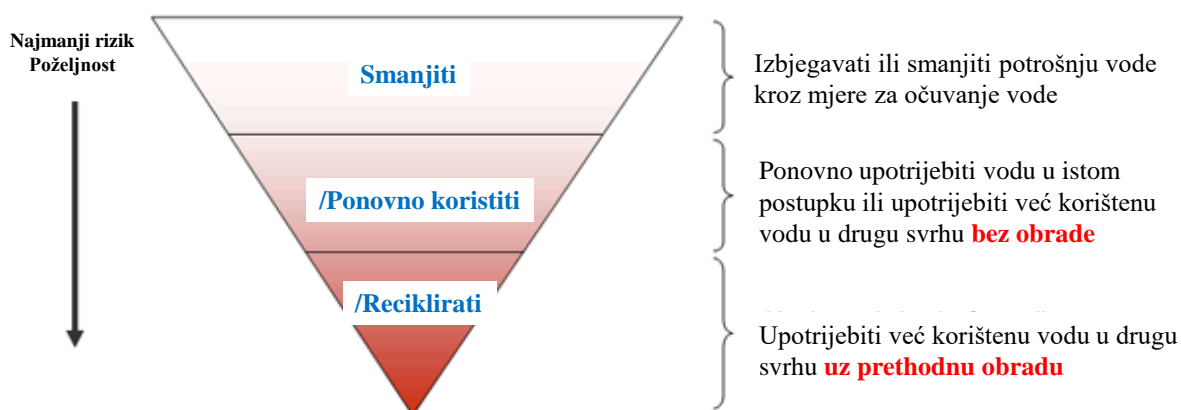 Najmanji rizik
Poželjnost
Smanjiti
Izbjegavati ili smanjiti potrošnju vode
kroz mjere za očuvanje vode
/Ponovno koristiti
Ponovno upotrijebiti vodu u istom
postupku ili upotrijebiti već korištenu
vodu u drugu svrhu bez obrade
/Reciklirati
Upotrijebiti već korištenu vodu u drugu
svrhu uz prethodnu obradu